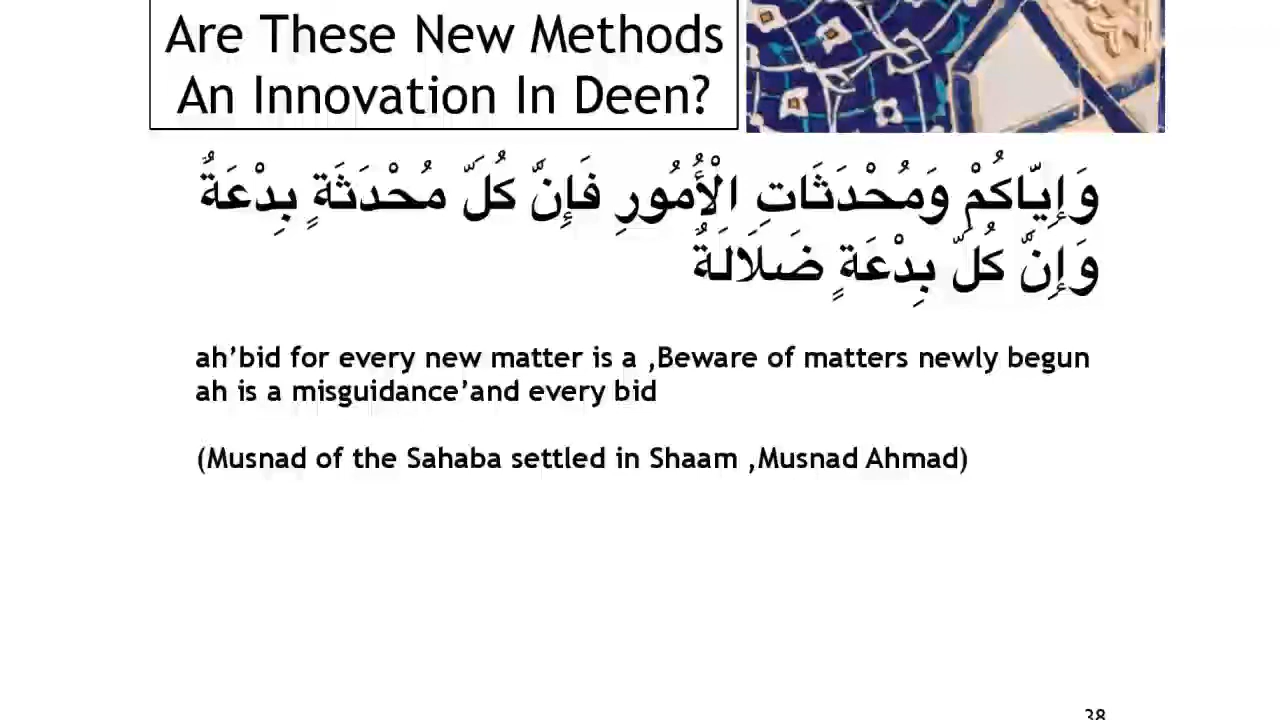 Are These New Methods
An Innovation In Deen?
وَإِيَّاكُمْ وَمُحْدَثَاتِ الْأُمُورِ فَإِنَّ كُلَّ مُحْدَثَةٍ بِدْعَةٌ
وَإِنَّ كُلَّ بِدْعَةٍ ضَلَالَةٌ
ah’bid for every new matter is a ,Beware of matters newly begun
ah is a misguidance’and every bid
(Musnad of the Sahaba settled in Shaam ,Musnad Ahmad)
38